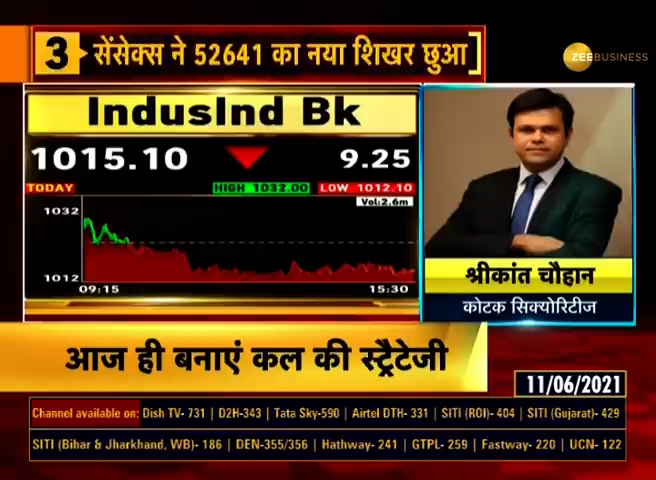 3 सेंसेक्स ने 52641 का नया शिखर छुआ
ZEE BUSINESS
IndusInd Bk
1015.10 9.25
TODAY HIGH 1032.00 LOW 1012.10
Vol:2.6m
1032
1012
09:15 15:30
श्रीकांत चौहान
कोटक सिक्योरिटीज
आज ही बनाएं कल की स्ट्रैटेजी
11/06/2021
Channel available on: Dish TV- 731 | D2H-343 | Tata Sky-590 | Airtel DTH- 331 | SITI (ROI)- 404 | SITI (Gujarat)- 429
SITI (Bihar & Jharkhand, WB)- 186 | DEN-355/356 | Hathway- 241 | GTPL- 259 | Fastway- 220 | UCN- 122